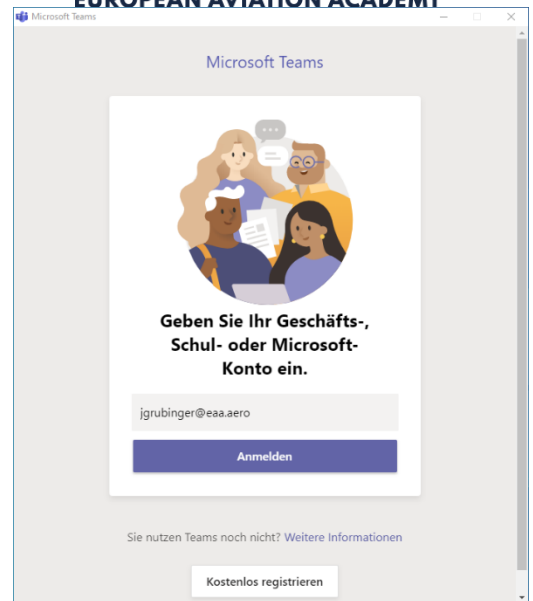 EUROPEAN AVIATION ACADEMY
Microsoft Teams
Microsoft Teams
Geben Sie Ihr Geschäfts-,
Schul- oder Microsoft-
Konto ein.
jgrubinger@eaa.aero
Anmelden
Sie nutzen Teams noch nicht? Weitere Informationen
Kostenlos registrieren